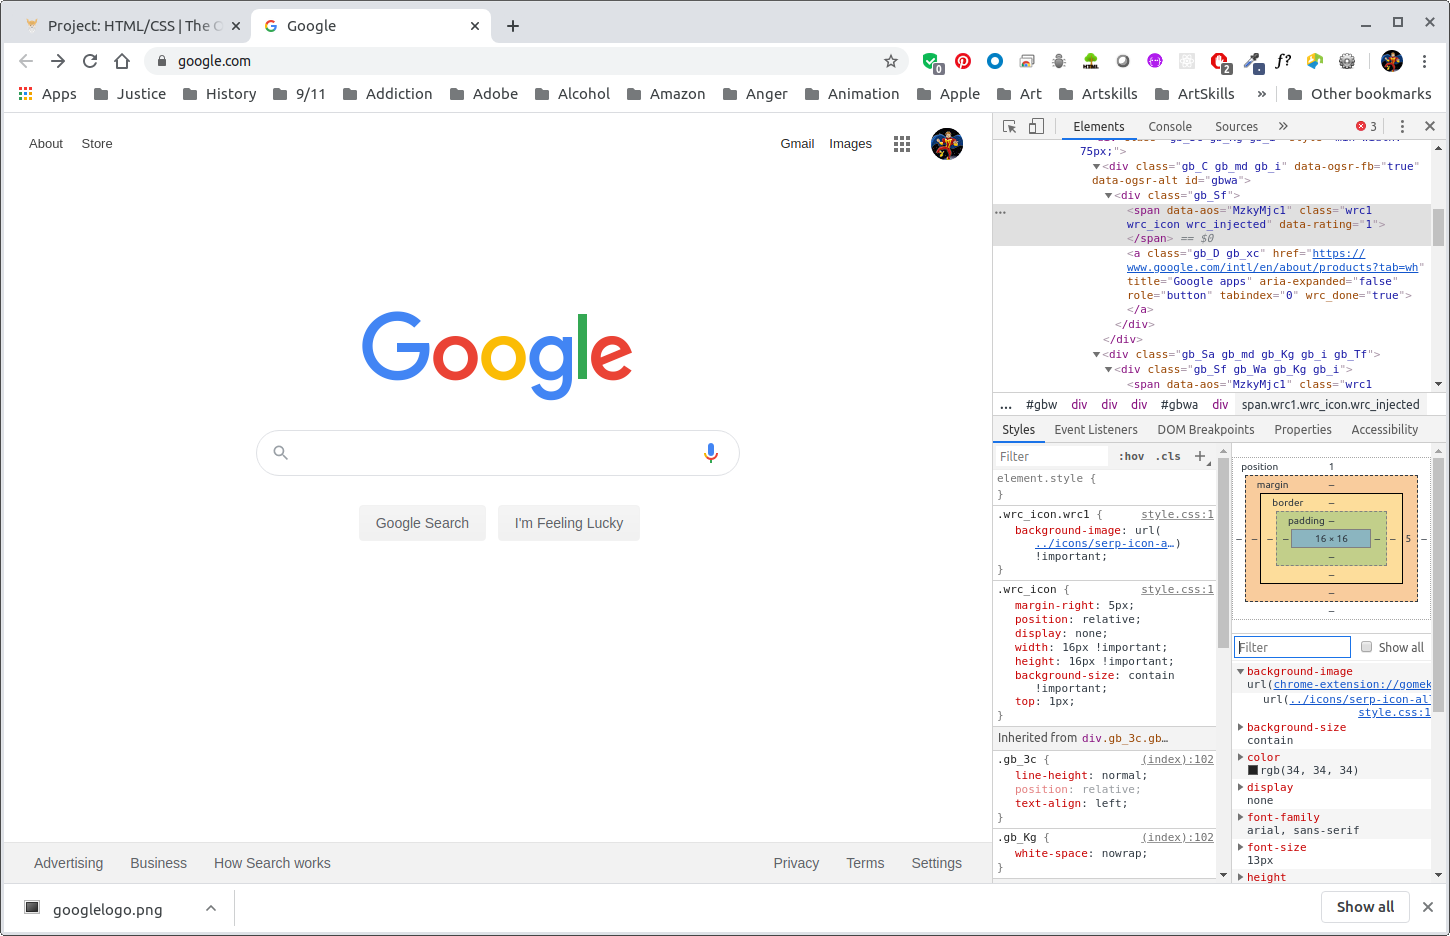 Project: HTML/CSS | The O
Google
google.com
0
HTML
2
f?
Apps Justice History 9/11 Addiction Adobe Alcohol Amazon Anger Animation Apple Art Artskills ArtSkills » Other bookmarks
About Store
Gmail Images
Google
Google Search I'm Feeling Lucky
Advertising Business How Search works
Privacy Terms Settings
Elements Console Sources » 3
75px;">
<div class="gb_C gb_md gb_i" data-ogsr-fb="true"
data-ogsr-alt id="gbwa">
<div class="gb_Sf">
<span data-aos="MzkyMjc1" class="wrc1
wrc_icon wrc_injected" data-rating="1">
</span> == $0
<a class="gb_D gb_xc" href="https://
www.google.com/intl/en/about/products?tab=wh"
title="Google apps" aria-expanded="false"
role="button" tabindex="0" wrc_done="true">
</a>
</div>
</div>
<div class="gb_Sa gb_md gb_Kg gb_i gb_Tf">
<div class="gb_Sf gb_Wa gb_Kg gb_i">
<span data-aos="MzkyMjc1" class="wrc1
... #gbw div div div #gbwa div span.wrc1.wrc_icon.wrc_injected
Styles Event Listeners DOM Breakpoints Properties Accessibility
Filter :hov .cls +
element.style {
}
.wrc_icon.wrc1 { style.css:1
background-image: url(
../icons/serp-icon-a…)
!important;
}
.wrc_icon { style.css:1
margin-right: 5px;
position: relative;
display: none;
width: 16px !important;
height: 16px !important;
background-size: contain
!important;
top: 1px;
}
Inherited from div.gb_3c.gb…
.gb_3c { (index):102
line-height: normal;
position: relative;
text-align: left;
}
.gb_Kg { (index):102
white-space: nowrap;
}
position 1
margin –
border –
padding –
– – – – 16 × 16 – – 5 –
–
–
–
–
Filter Show all
background-image
url(chrome-extension://gomek
url(../icons/serp-icon-all
style.css:1
background-size
contain
color
rgb(34, 34, 34)
display
none
font-family
arial, sans-serif
font-size
13px
height
googlelogo.png
Show all